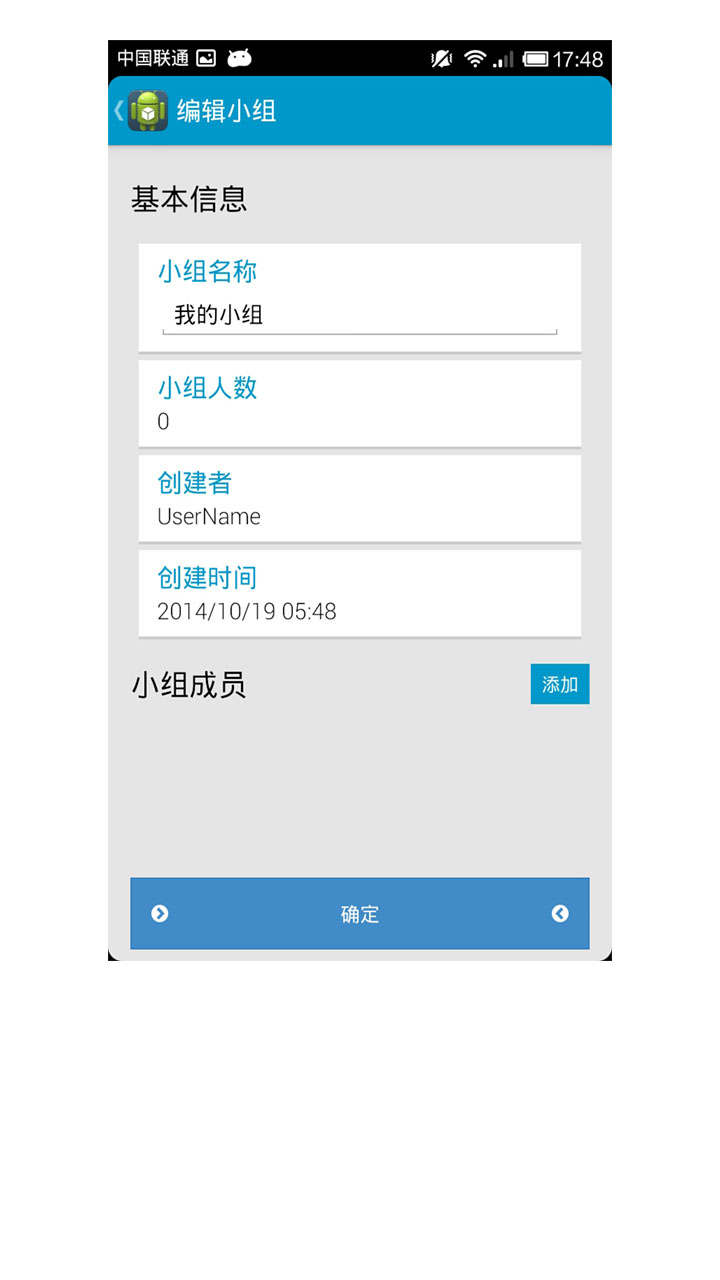 中国联通 17:48
编辑小组
基本信息
小组名称
我的小组
小组人数
0
创建者
UserName
创建时间
2014/10/19 05:48
小组成员 添加
确定